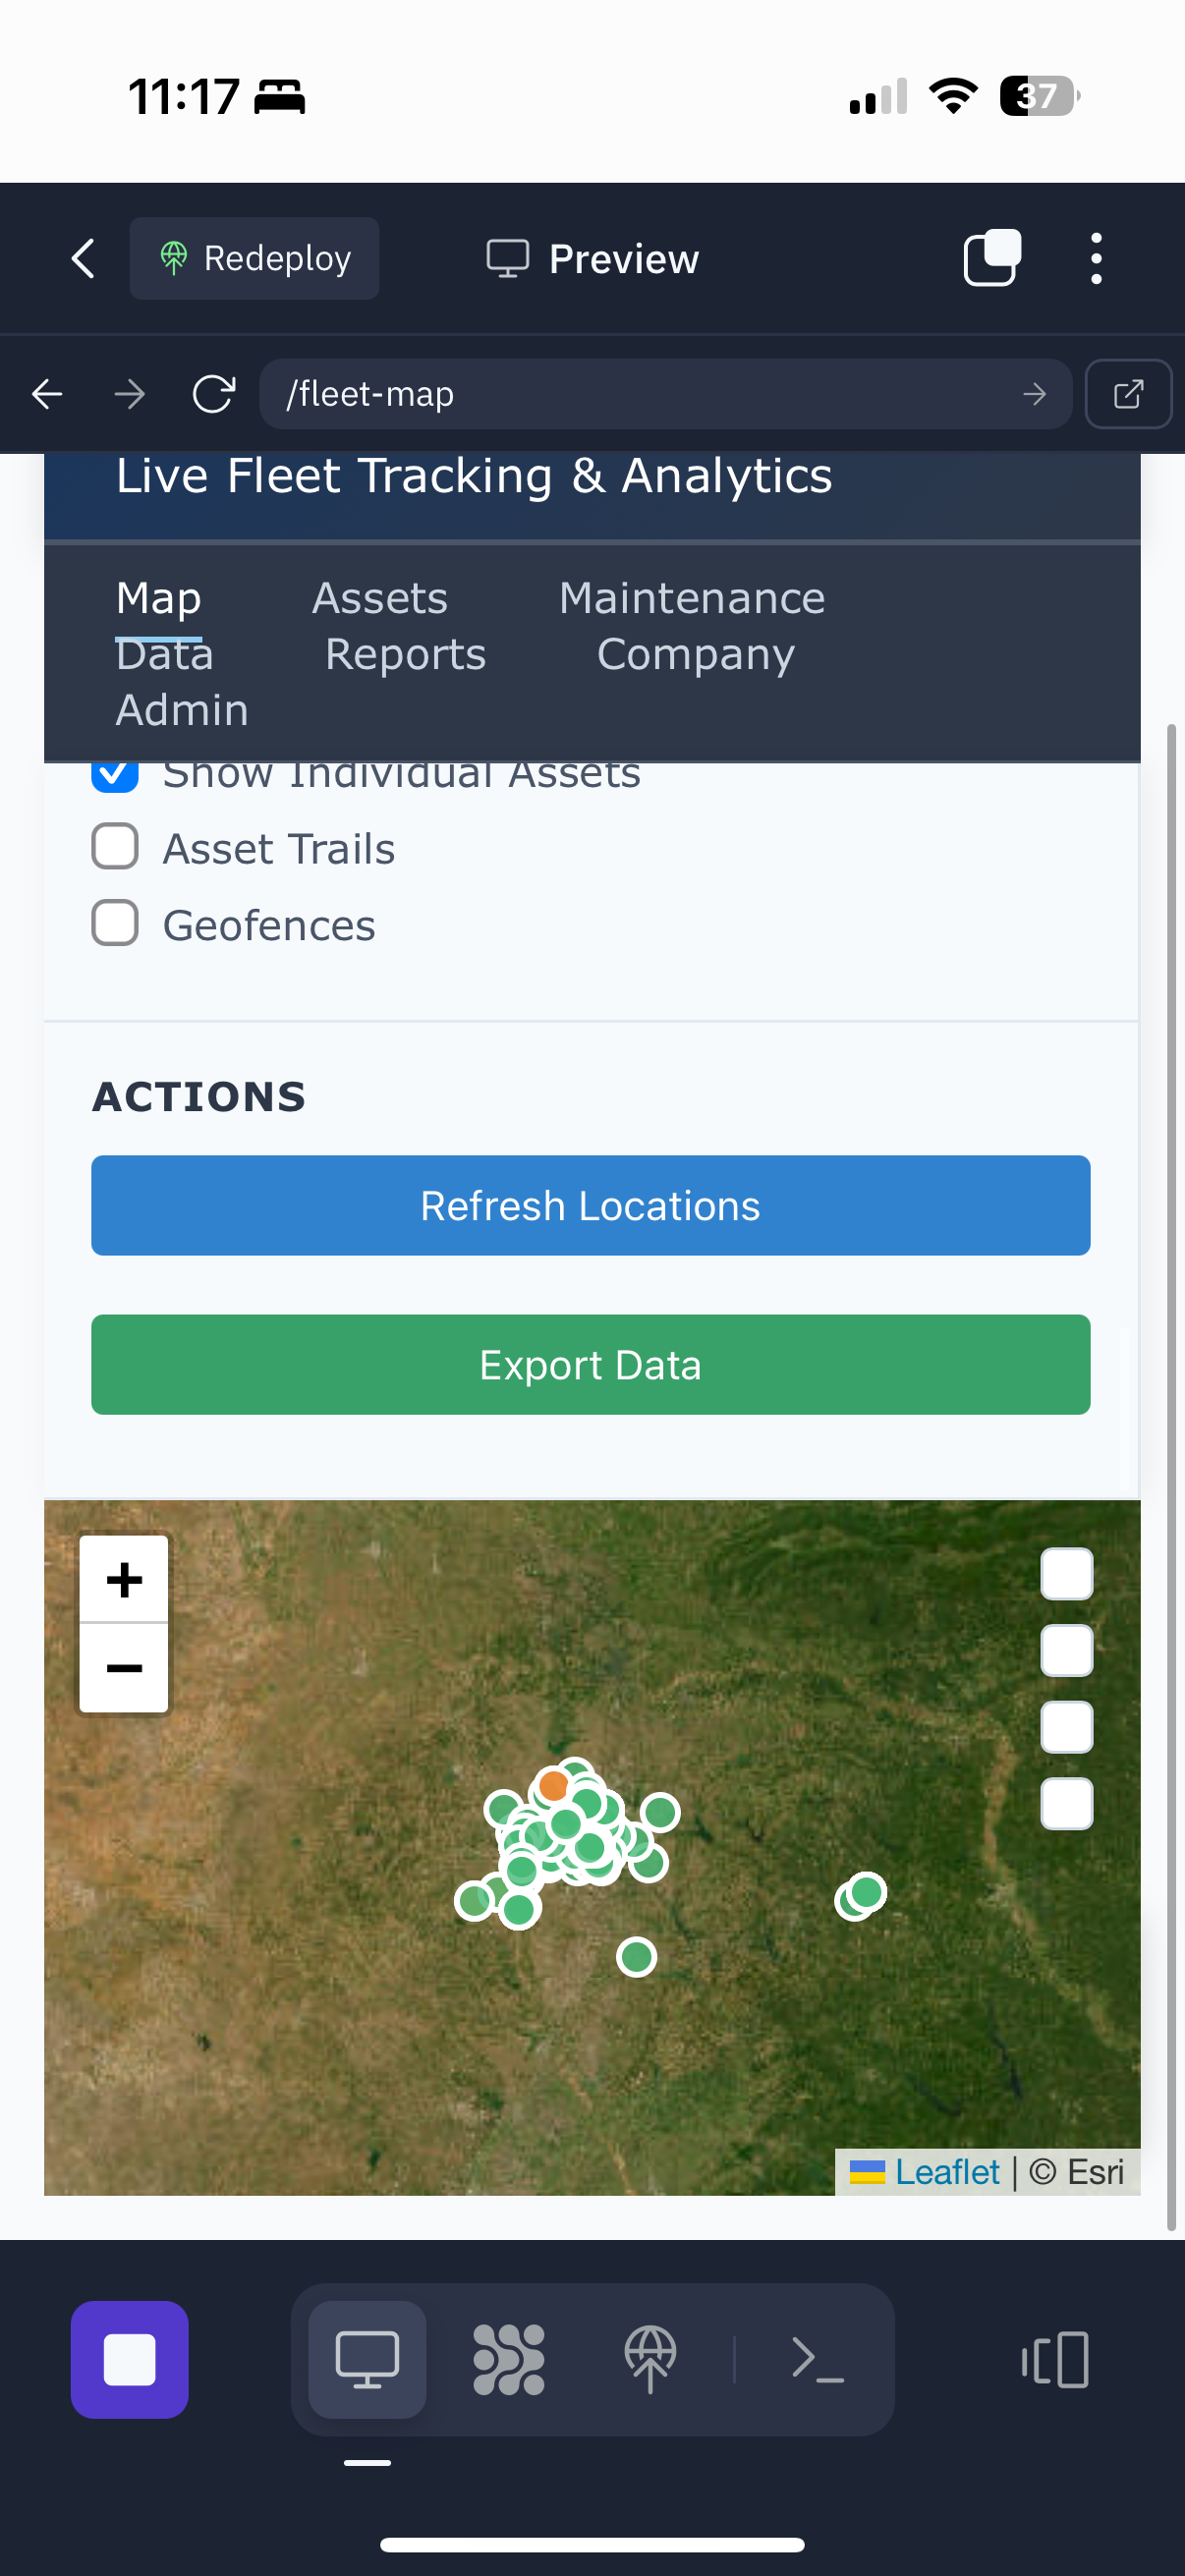 11:17
37
Redeploy
Preview
/fleet-map
Live Fleet Tracking & Analytics
Map Assets Maintenance
Data Reports Company
Admin
Show Individual Assets
Asset Trails
Geofences
ACTIONS
Refresh Locations
Export Data
+
−
Leaflet | © Esri